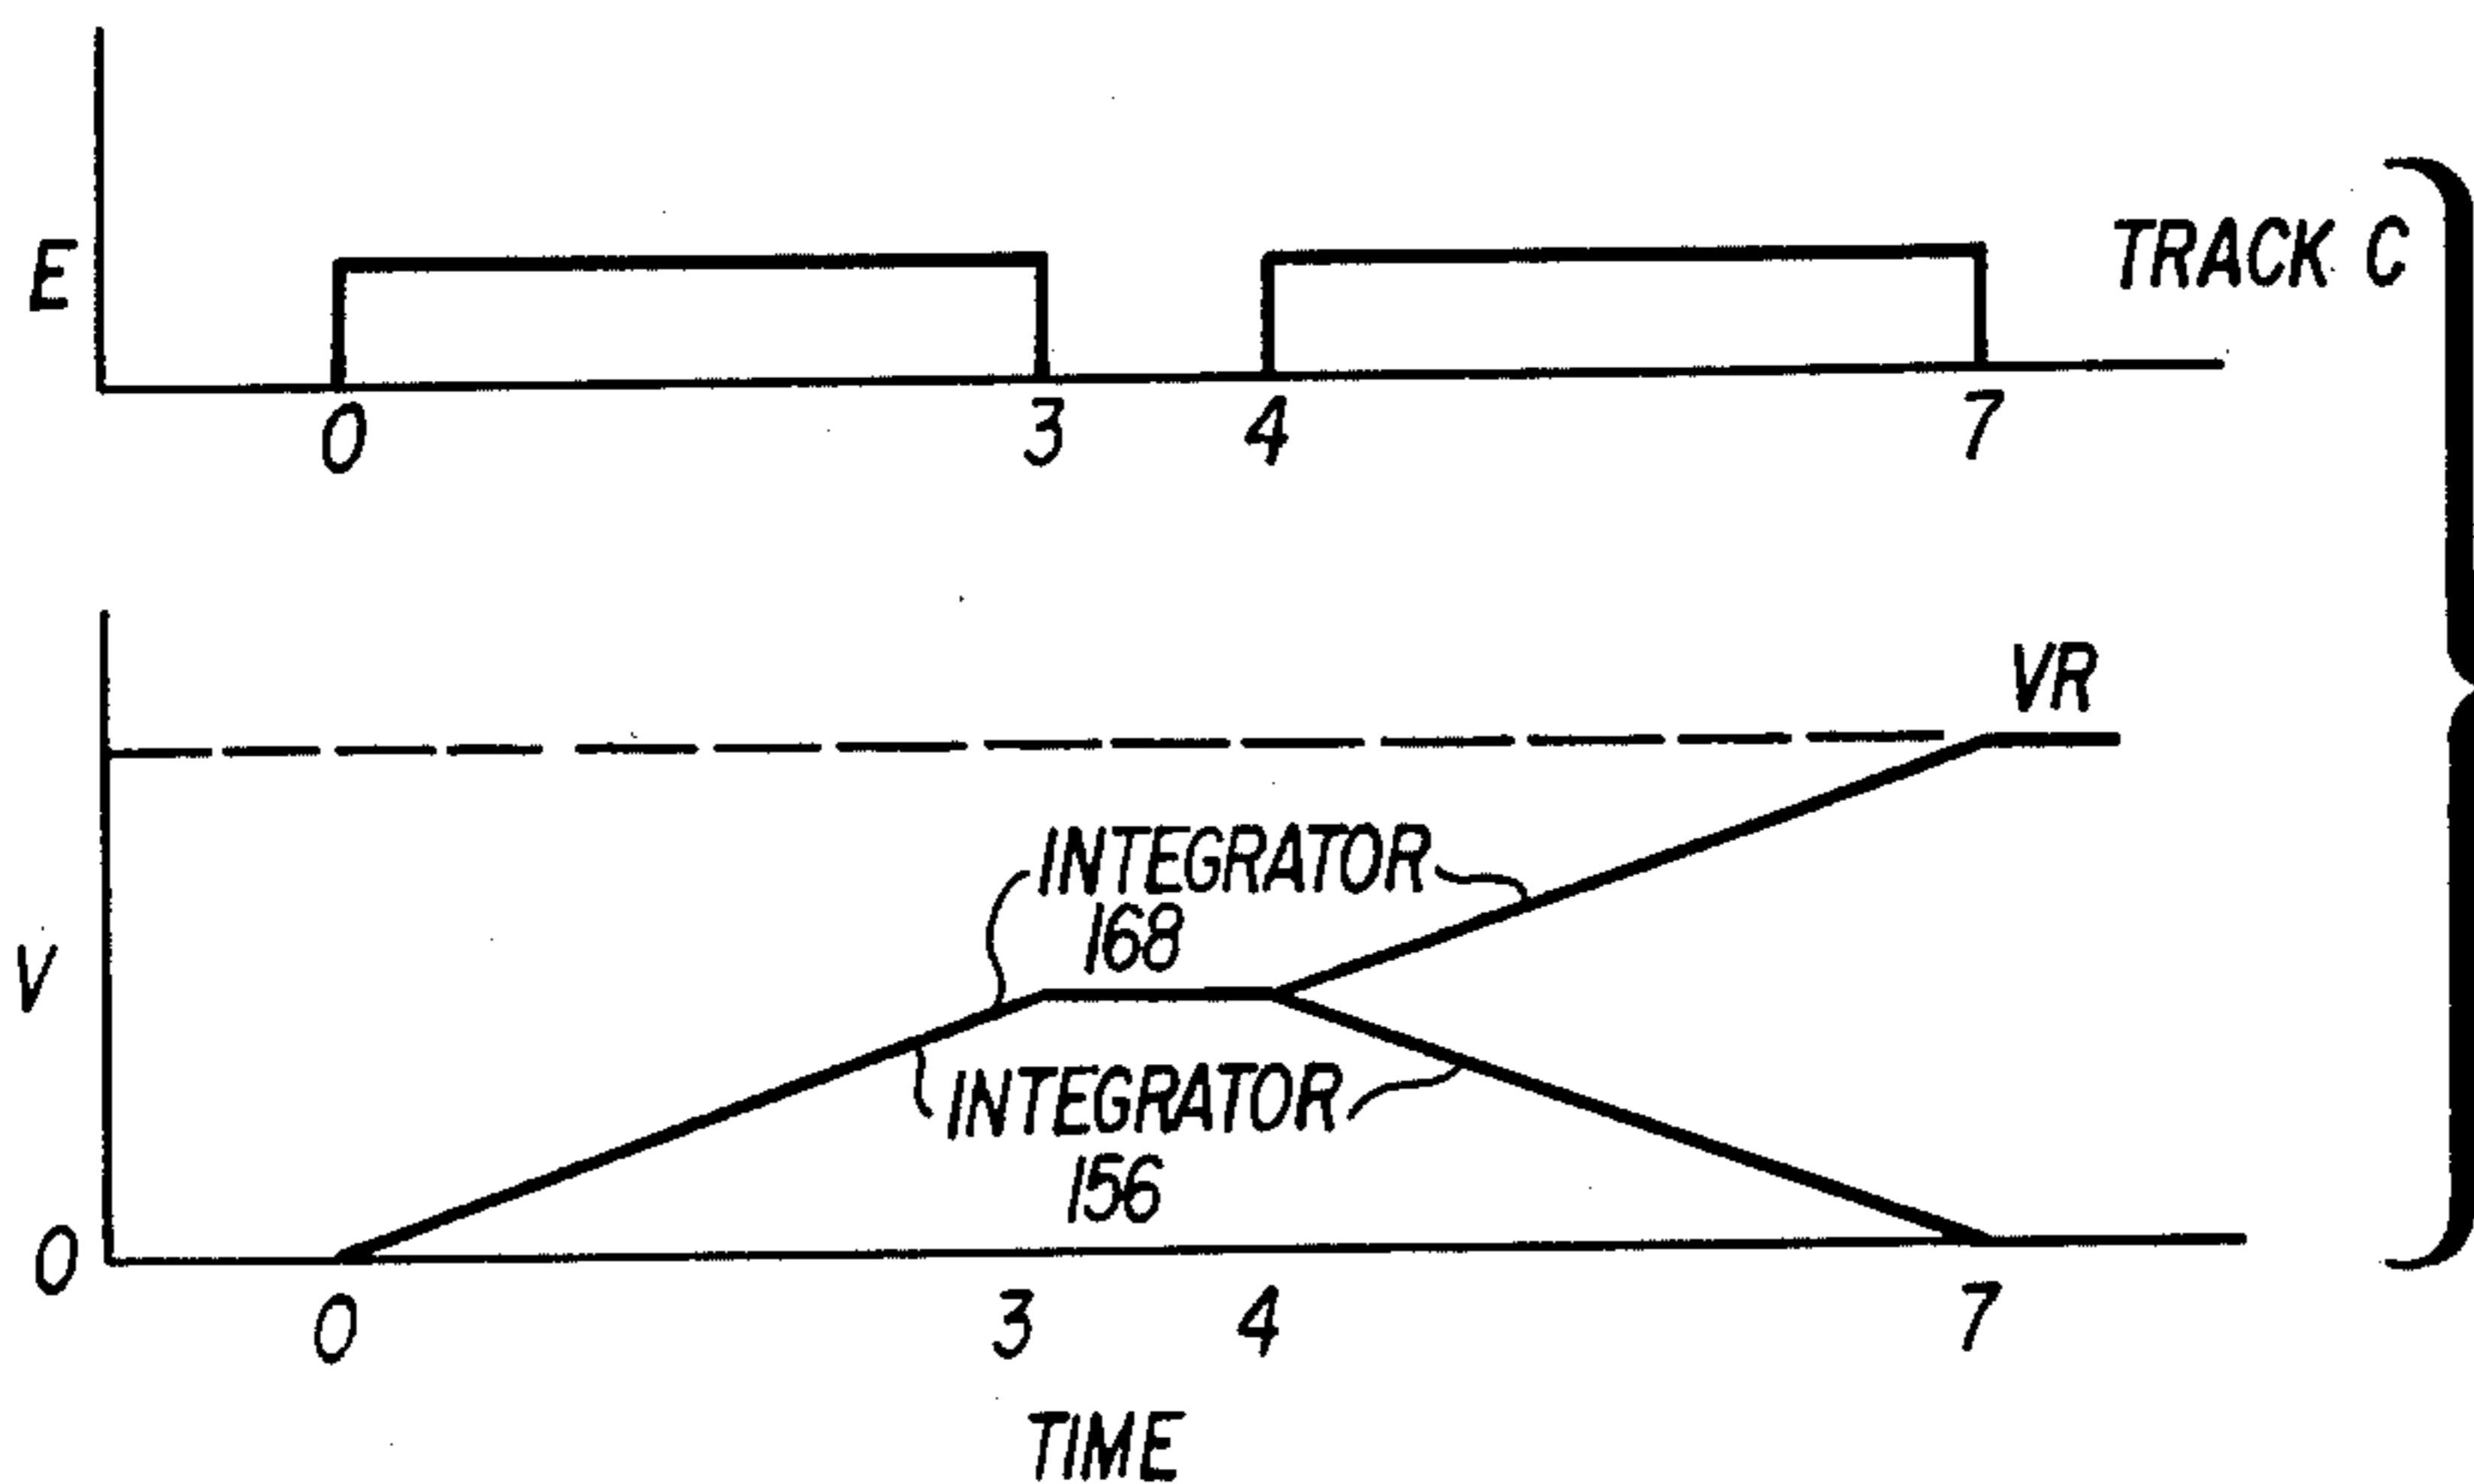 E
TRACK C
0 3 4 7
VR
INTEGRATOR
168
V
INTEGRATOR
156
0
0 3 4 7
TIME